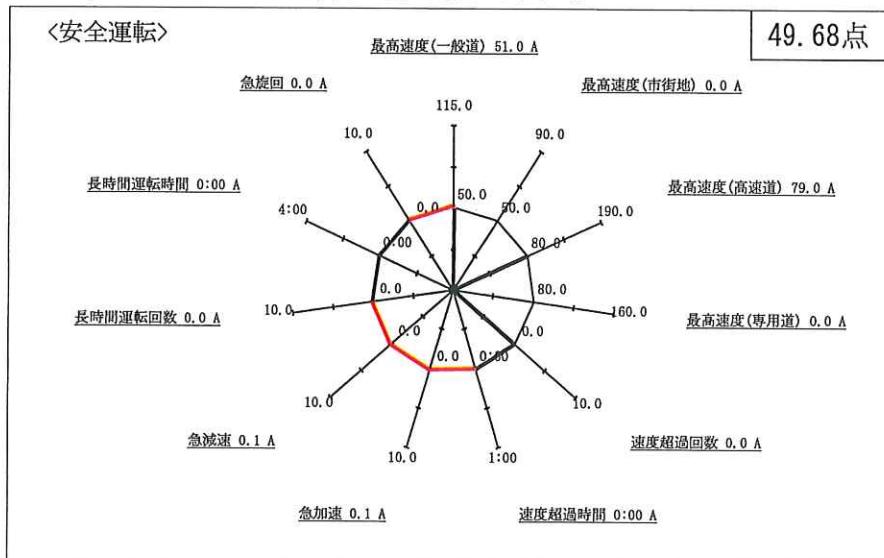 〈安全運転〉
49.68点
最高速度(一般道) 51.0 A
急旋回 0.0 A
最高速度(市街地) 0.0 A
115.0
10.0
90.0
長時間運転時間 0:00 A
最高速度(高速道) 79.0 A
4:00
190.0
0.0
50.0
50.0
0:00
80.0
長時間運転回数 0.0 A
10.0
0.0
80.0
160.0
最高速度(専用道) 0.0 A
0.0
0.0
0.0
0:00
10.0
10.0
急減速 0.1 A
10.0
1:00
速度超過回数 0.0 A
急加速 0.1 A
速度超過時間 0:00 A